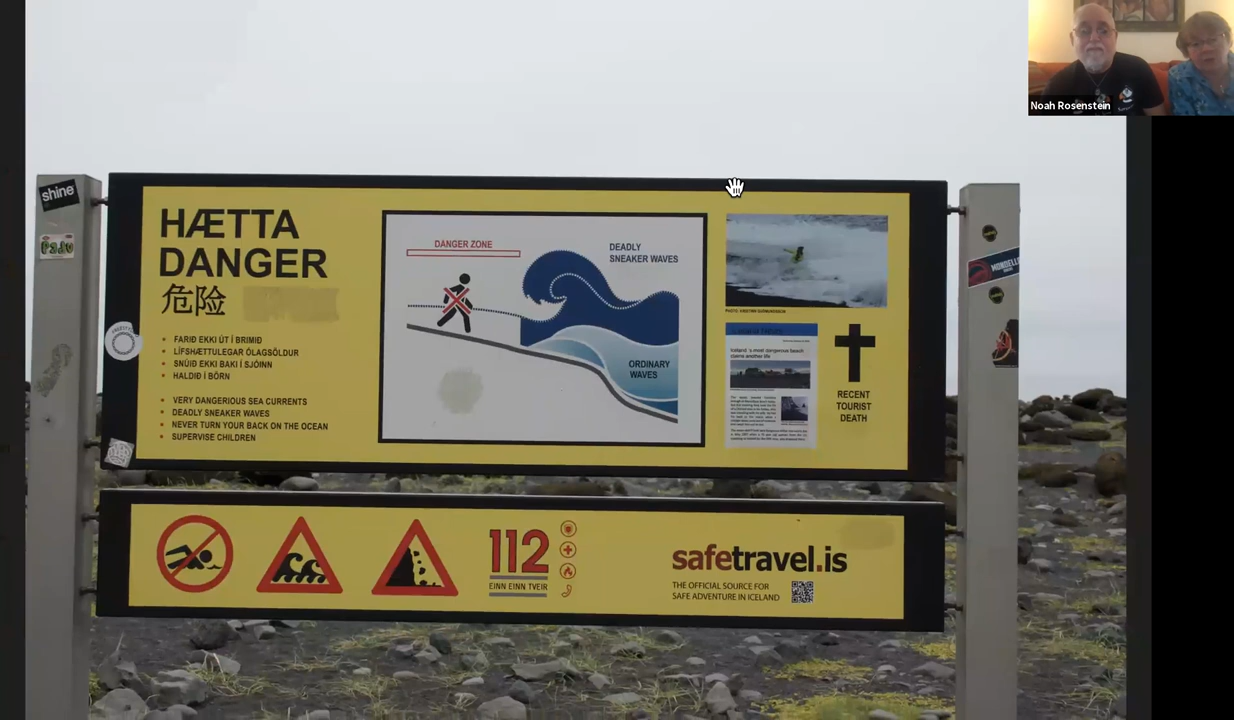 Noah Rosenstein
shine
HÆTTA
DANGER
危险
FARIÐ EKKI ÚT Í BRIMIÐ
LÍFSHÆTTULEGAR ÓLAGSÖLDUR
SNÚIÐ EKKI BAKI Í SJÓINN
HALDIÐ Í BÖRN
VERY DANGERIOUS SEA CURRENTS
DEADLY SNEAKER WAVES
NEVER TURN YOUR BACK ON THE OCEAN
SUPERVISE CHILDREN
DANGER ZONE
DEADLY
SNEAKER WAVES
ORDINARY
WAVES
Iceland´s most dangerous beach
claims another life
RECENT
TOURIST
DEATH
112
EINN EINN TVEIR
safetravel.is
THE OFFICIAL SOURCE FOR
SAFE ADVENTURE IN ICELAND